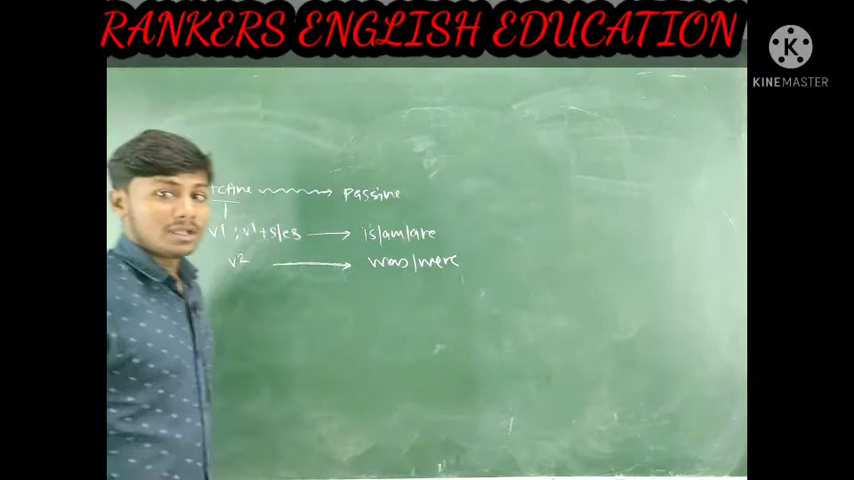 RANKERS ENGLISH EDUCATION
K
KINEMASTER
passive
v1 ; v1+s/es → is/am/are
v2 → was/were